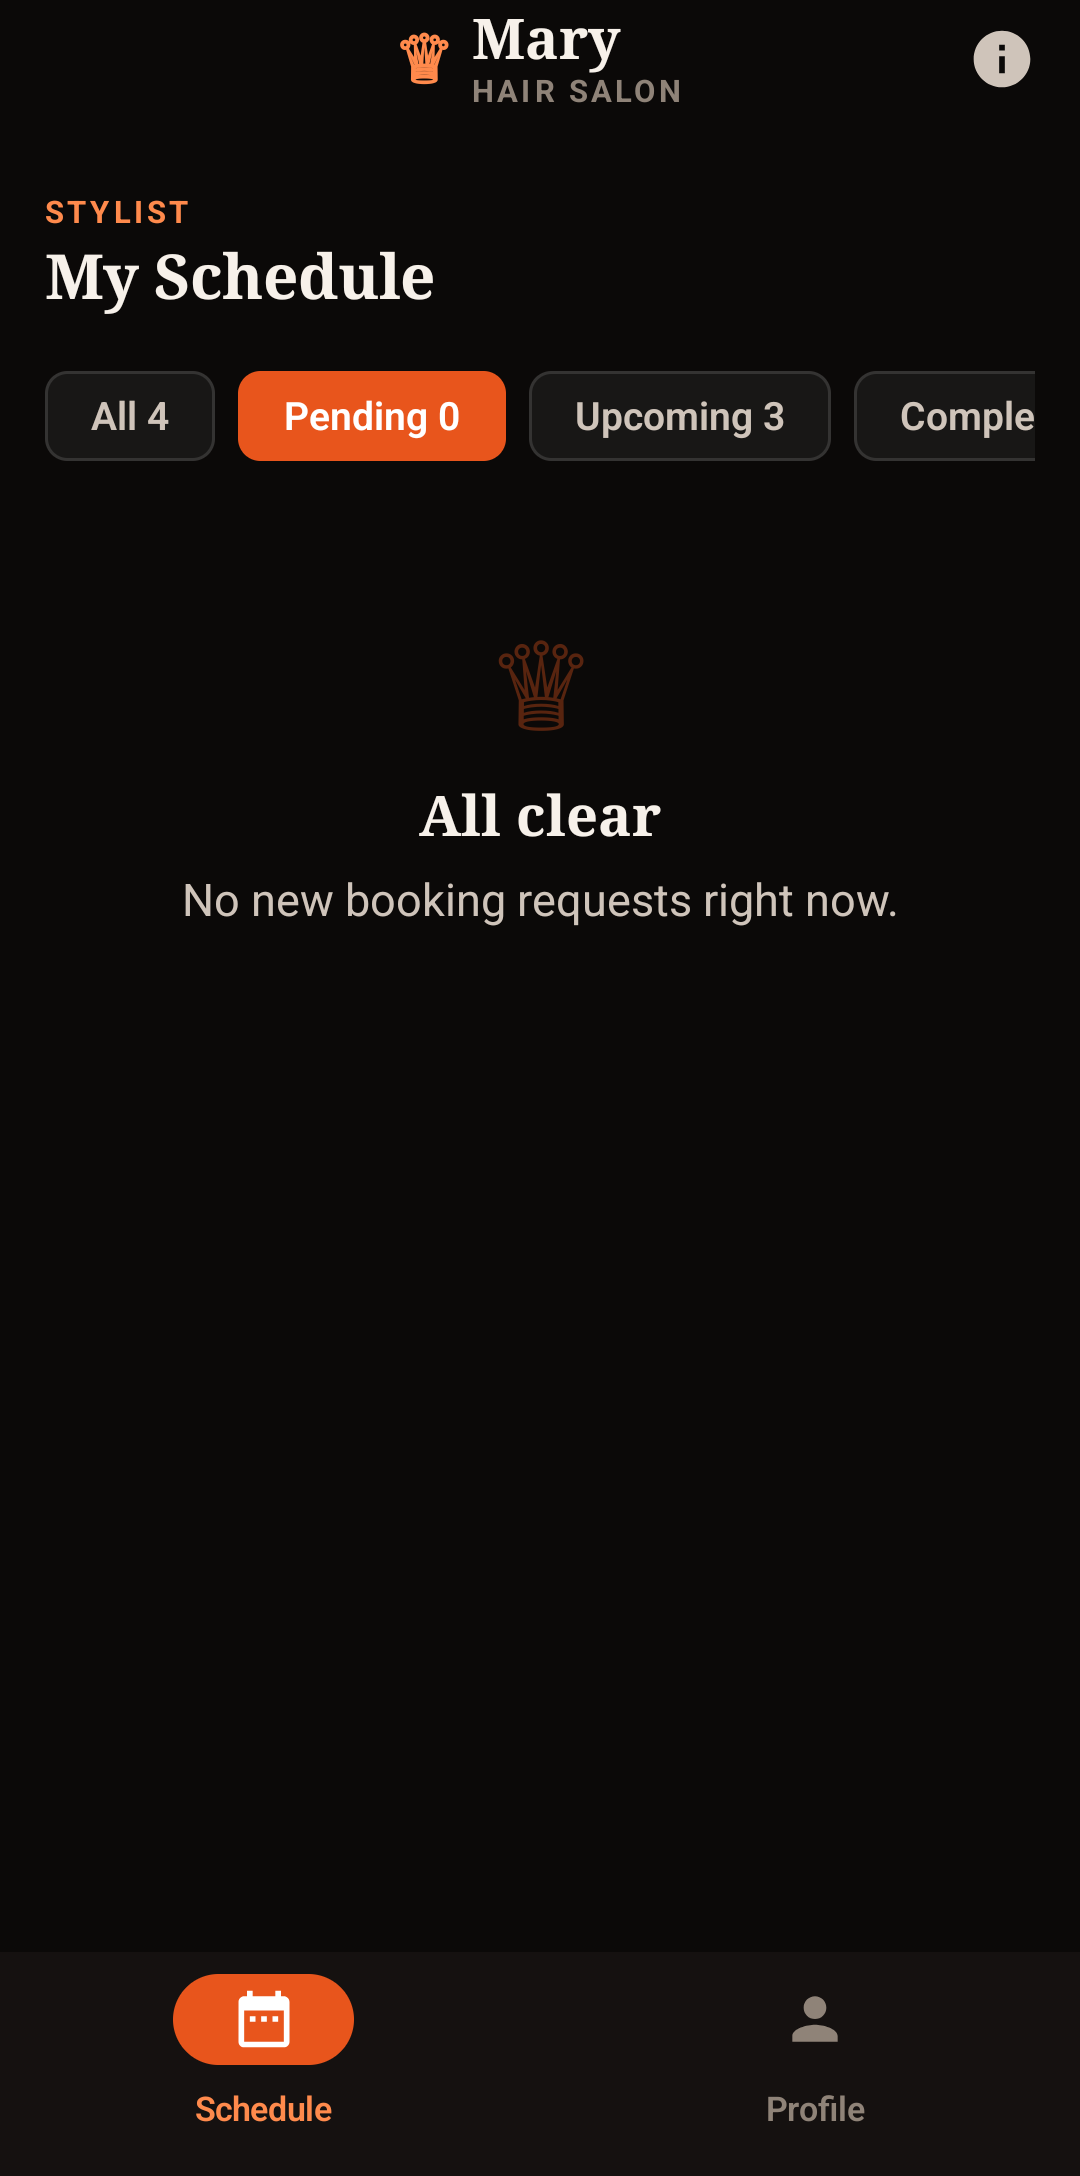 Mary
HAIR SALON
STYLIST
My Schedule
All 4
Pending 0
Upcoming 3
Comple
All clear
No new booking requests right now.
Schedule
Profile